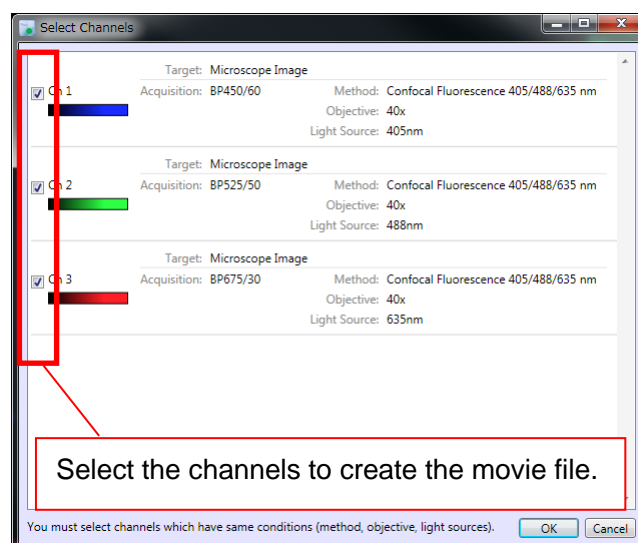 Select Channels
Target: Microscope Image
Ch 1 Acquisition: BP450/60 Method: Confocal Fluorescence 405/488/635 nm
Objective: 40x
Light Source: 405nm
Target: Microscope Image
Ch 2 Acquisition: BP525/50 Method: Confocal Fluorescence 405/488/635 nm
Objective: 40x
Light Source: 488nm
Target: Microscope Image
Ch 3 Acquisition: BP675/30 Method: Confocal Fluorescence 405/488/635 nm
Objective: 40x
Light Source: 635nm
Select the channels to create the movie file.
You must select channels which have same conditions (method, objective, light sources). OK Cancel